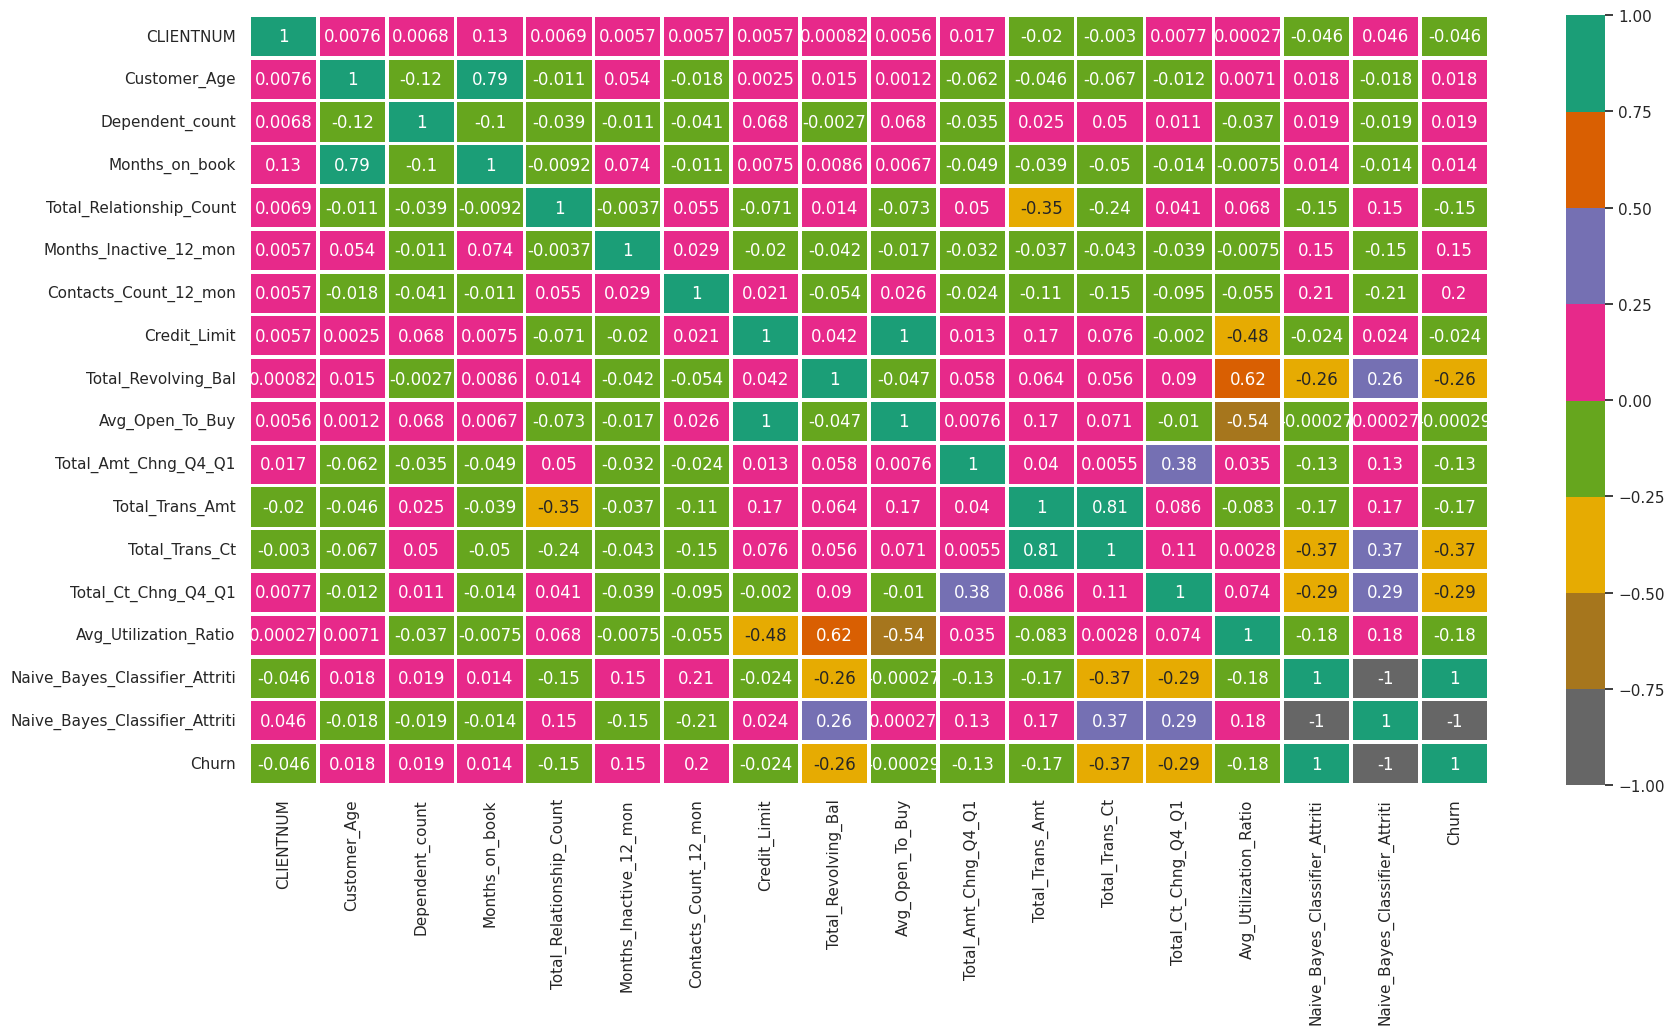 CLIENTNUM 1 0.0076 0.0068 0.13 0.0069 0.0057 0.0057 0.0057 0.00082 0.0056 0.017 -0.02 -0.003 0.0077 0.00027 -0.046 0.046 -0.046
Customer_Age 0.0076 1 -0.12 0.79 -0.011 0.054 -0.018 0.0025 0.015 0.0012 -0.062 -0.046 -0.067 -0.012 0.0071 0.018 -0.018 0.018
Dependent_count 0.0068 -0.12 1 -0.1 -0.039 -0.011 -0.041 0.068 -0.0027 0.068 -0.035 0.025 0.05 0.011 -0.037 0.019 -0.019 0.019
Months_on_book 0.13 0.79 -0.1 1 -0.0092 0.074 -0.011 0.0075 0.0086 0.0067 -0.049 -0.039 -0.05 -0.014 -0.0075 0.014 -0.014 0.014
Total_Relationship_Count 0.0069 -0.011 -0.039 -0.0092 1 -0.0037 0.055 -0.071 0.014 -0.073 0.05 -0.35 -0.24 0.041 0.068 -0.15 0.15 -0.15
Months_Inactive_12_mon 0.0057 0.054 -0.011 0.074 -0.0037 1 0.029 -0.02 -0.042 -0.017 -0.032 -0.037 -0.043 -0.039 -0.0075 0.15 -0.15 0.15
Contacts_Count_12_mon 0.0057 -0.018 -0.041 -0.011 0.055 0.029 1 0.021 -0.054 0.026 -0.024 -0.11 -0.15 -0.095 -0.055 0.21 -0.21 0.2
Credit_Limit 0.0057 0.0025 0.068 0.0075 -0.071 -0.02 0.021 1 0.042 1 0.013 0.17 0.076 -0.002 -0.48 -0.024 0.024 -0.024
Total_Revolving_Bal 0.00082 0.015 -0.0027 0.0086 0.014 -0.042 -0.054 0.042 1 -0.047 0.058 0.064 0.056 0.09 0.62 -0.26 0.26 -0.26
Avg_Open_To_Buy 0.0056 0.0012 0.068 0.0067 -0.073 -0.017 0.026 1 -0.047 1 0.0076 0.17 0.071 -0.01 -0.54 -0.00027 0.00027 -0.00029
Total_Amt_Chng_Q4_Q1 0.017 -0.062 -0.035 -0.049 0.05 -0.032 -0.024 0.013 0.058 0.0076 1 0.04 0.0055 0.38 0.035 -0.13 0.13 -0.13
Total_Trans_Amt -0.02 -0.046 0.025 -0.039 -0.35 -0.037 -0.11 0.17 0.064 0.17 0.04 1 0.81 0.086 -0.083 -0.17 0.17 -0.17
Total_Trans_Ct -0.003 -0.067 0.05 -0.05 -0.24 -0.043 -0.15 0.076 0.056 0.071 0.0055 0.81 1 0.11 0.0028 -0.37 0.37 -0.37
Total_Ct_Chng_Q4_Q1 0.0077 -0.012 0.011 -0.014 0.041 -0.039 -0.095 -0.002 0.09 -0.01 0.38 0.086 0.11 1 0.074 -0.29 0.29 -0.29
Avg_Utilization_Ratio 0.00027 0.0071 -0.037 -0.0075 0.068 -0.0075 -0.055 -0.48 0.62 -0.54 0.035 -0.083 0.0028 0.074 1 -0.18 0.18 -0.18
Naive_Bayes_Classifier_Attriti -0.046 0.018 0.019 0.014 -0.15 0.15 0.21 -0.024 -0.26 -0.00027 -0.13 -0.17 -0.37 -0.29 -0.18 1 -1 1
Naive_Bayes_Classifier_Attriti 0.046 -0.018 -0.019 -0.014 0.15 -0.15 -0.21 0.024 0.26 0.00027 0.13 0.17 0.37 0.29 0.18 -1 1 -1
Churn -0.046 0.018 0.019 0.014 -0.15 0.15 0.2 -0.024 -0.26 -0.00029 -0.13 -0.17 -0.37 -0.29 -0.18 1 -1 1
CLIENTNUM
Customer_Age
Dependent_count
Months_on_book
Total_Relationship_Count
Months_Inactive_12_mon
Contacts_Count_12_mon
Credit_Limit
Total_Revolving_Bal
Avg_Open_To_Buy
Total_Amt_Chng_Q4_Q1
Total_Trans_Amt
Total_Trans_Ct
Total_Ct_Chng_Q4_Q1
Avg_Utilization_Ratio
Naive_Bayes_Classifier_Attriti
Naive_Bayes_Classifier_Attriti
Churn
1.00
0.75
0.50
0.25
0.00
−0.25
−0.50
−0.75
−1.00